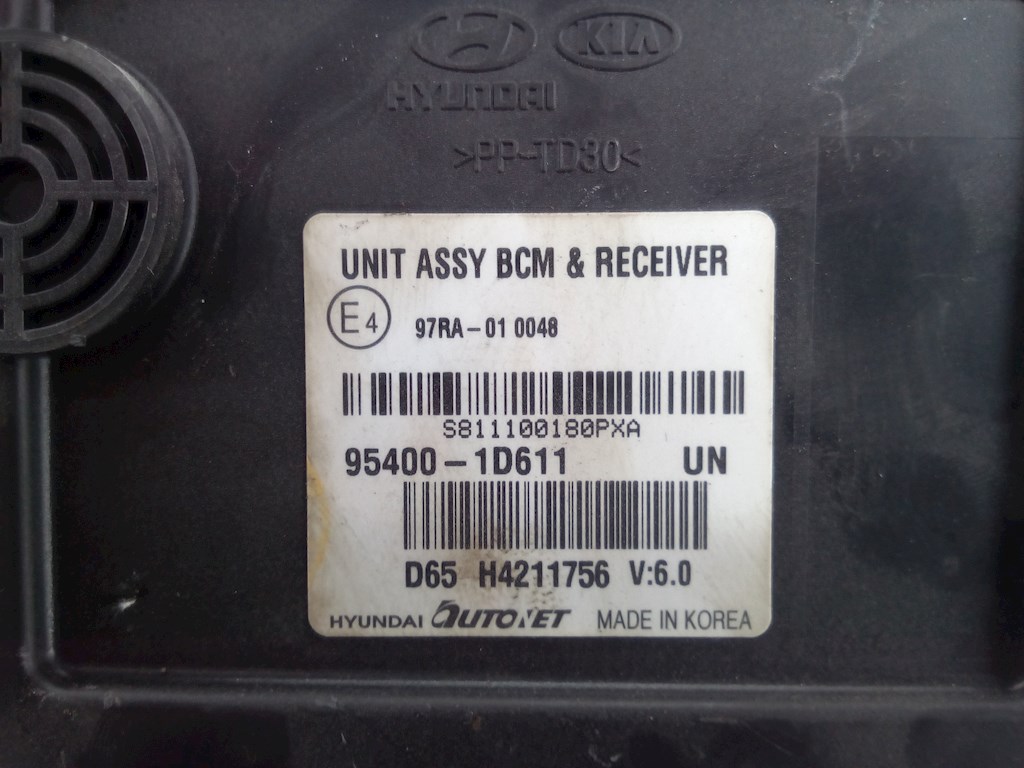 KIA
HYUNDAI
>PP-TD30<
UNIT ASSY BCM & RECEIVER
E4 97RA-01 0048
S811100180PXA
95400-1D611 UN
D65 H4211756 V:6.0
HYUNDAI AUTONET MADE IN KOREA